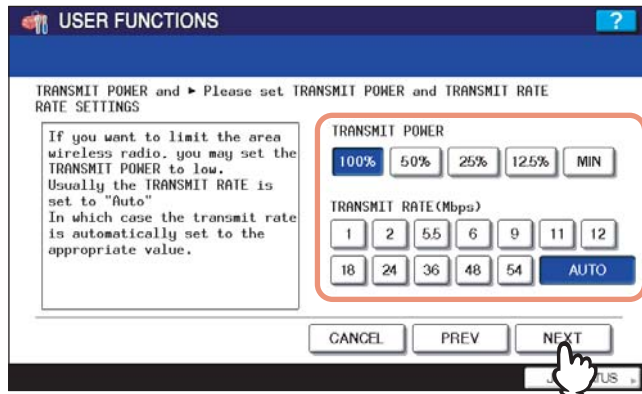 USER FUNCTIONS
?
TRANSMIT POWER and ► Please set TRANSMIT POWER and TRANSMIT RATE
RATE SETTINGS
If you want to limit the area
wireless radio, you may set the
TRANSMIT POWER to low.
Usually the TRANSMIT RATE is
set to "Auto"
In which case the transmit rate
is automatically set to the
appropriate value.
TRANSMIT POWER
100% 50% 25% 12.5% MIN
TRANSMIT RATE(Mbps)
1 2 5.5 6 9 11 12
18 24 36 48 54 AUTO
CANCEL PREV NEXT